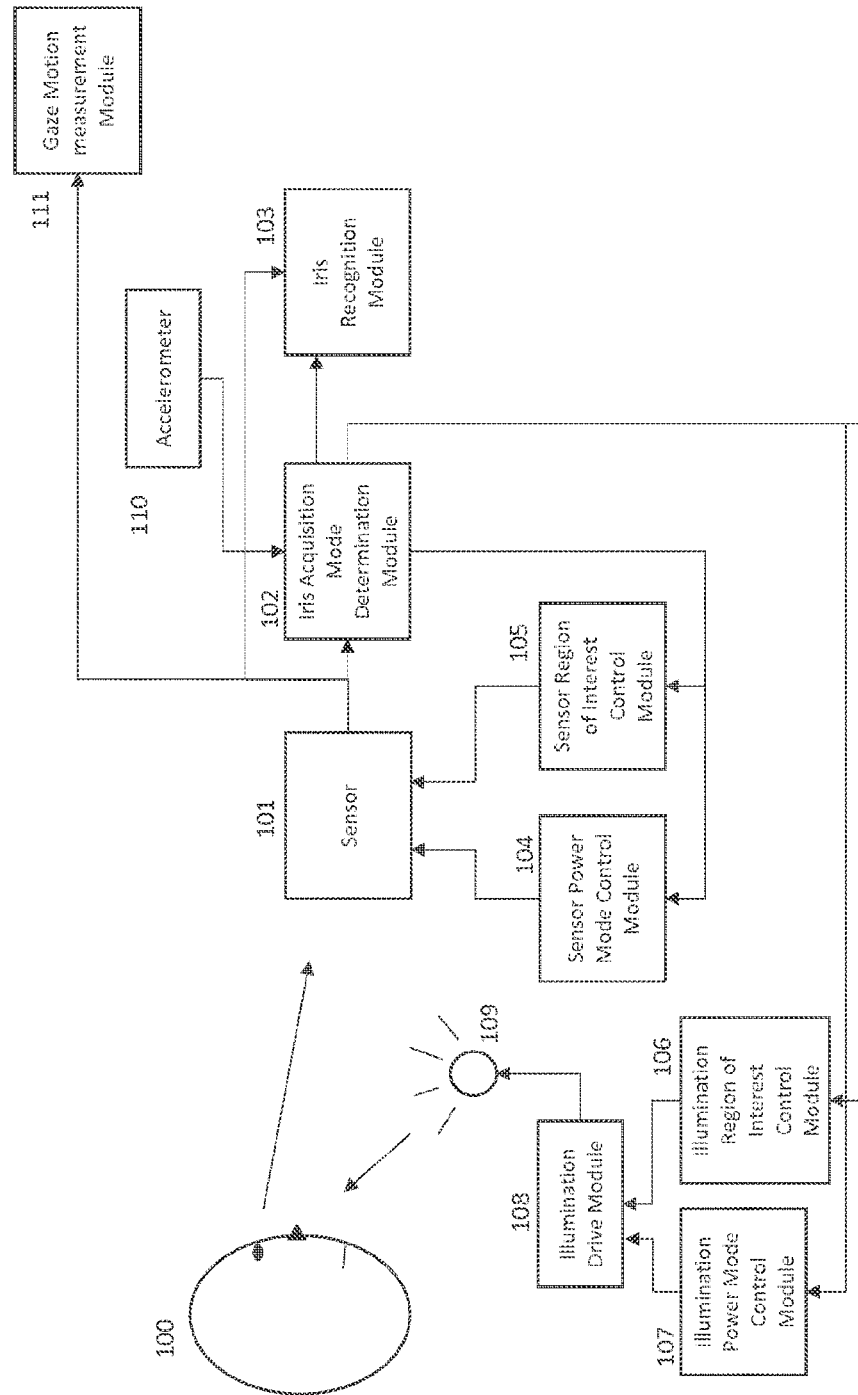 100
101
Sensor
102
Iris Acquisition
Mode
Determination
Module
103
Iris
Recognition
Module
110
Accelerometer
111
Gaze Motion
measurement
Module
109
108
Illumination
Drive Module
104
Sensor Power
Mode Control
Module
105
Sensor Region
of Interest
Control
Module
107
Illumination
Power Mode
Control
Module
106
Illumination
Region of
Interest
Control
Module